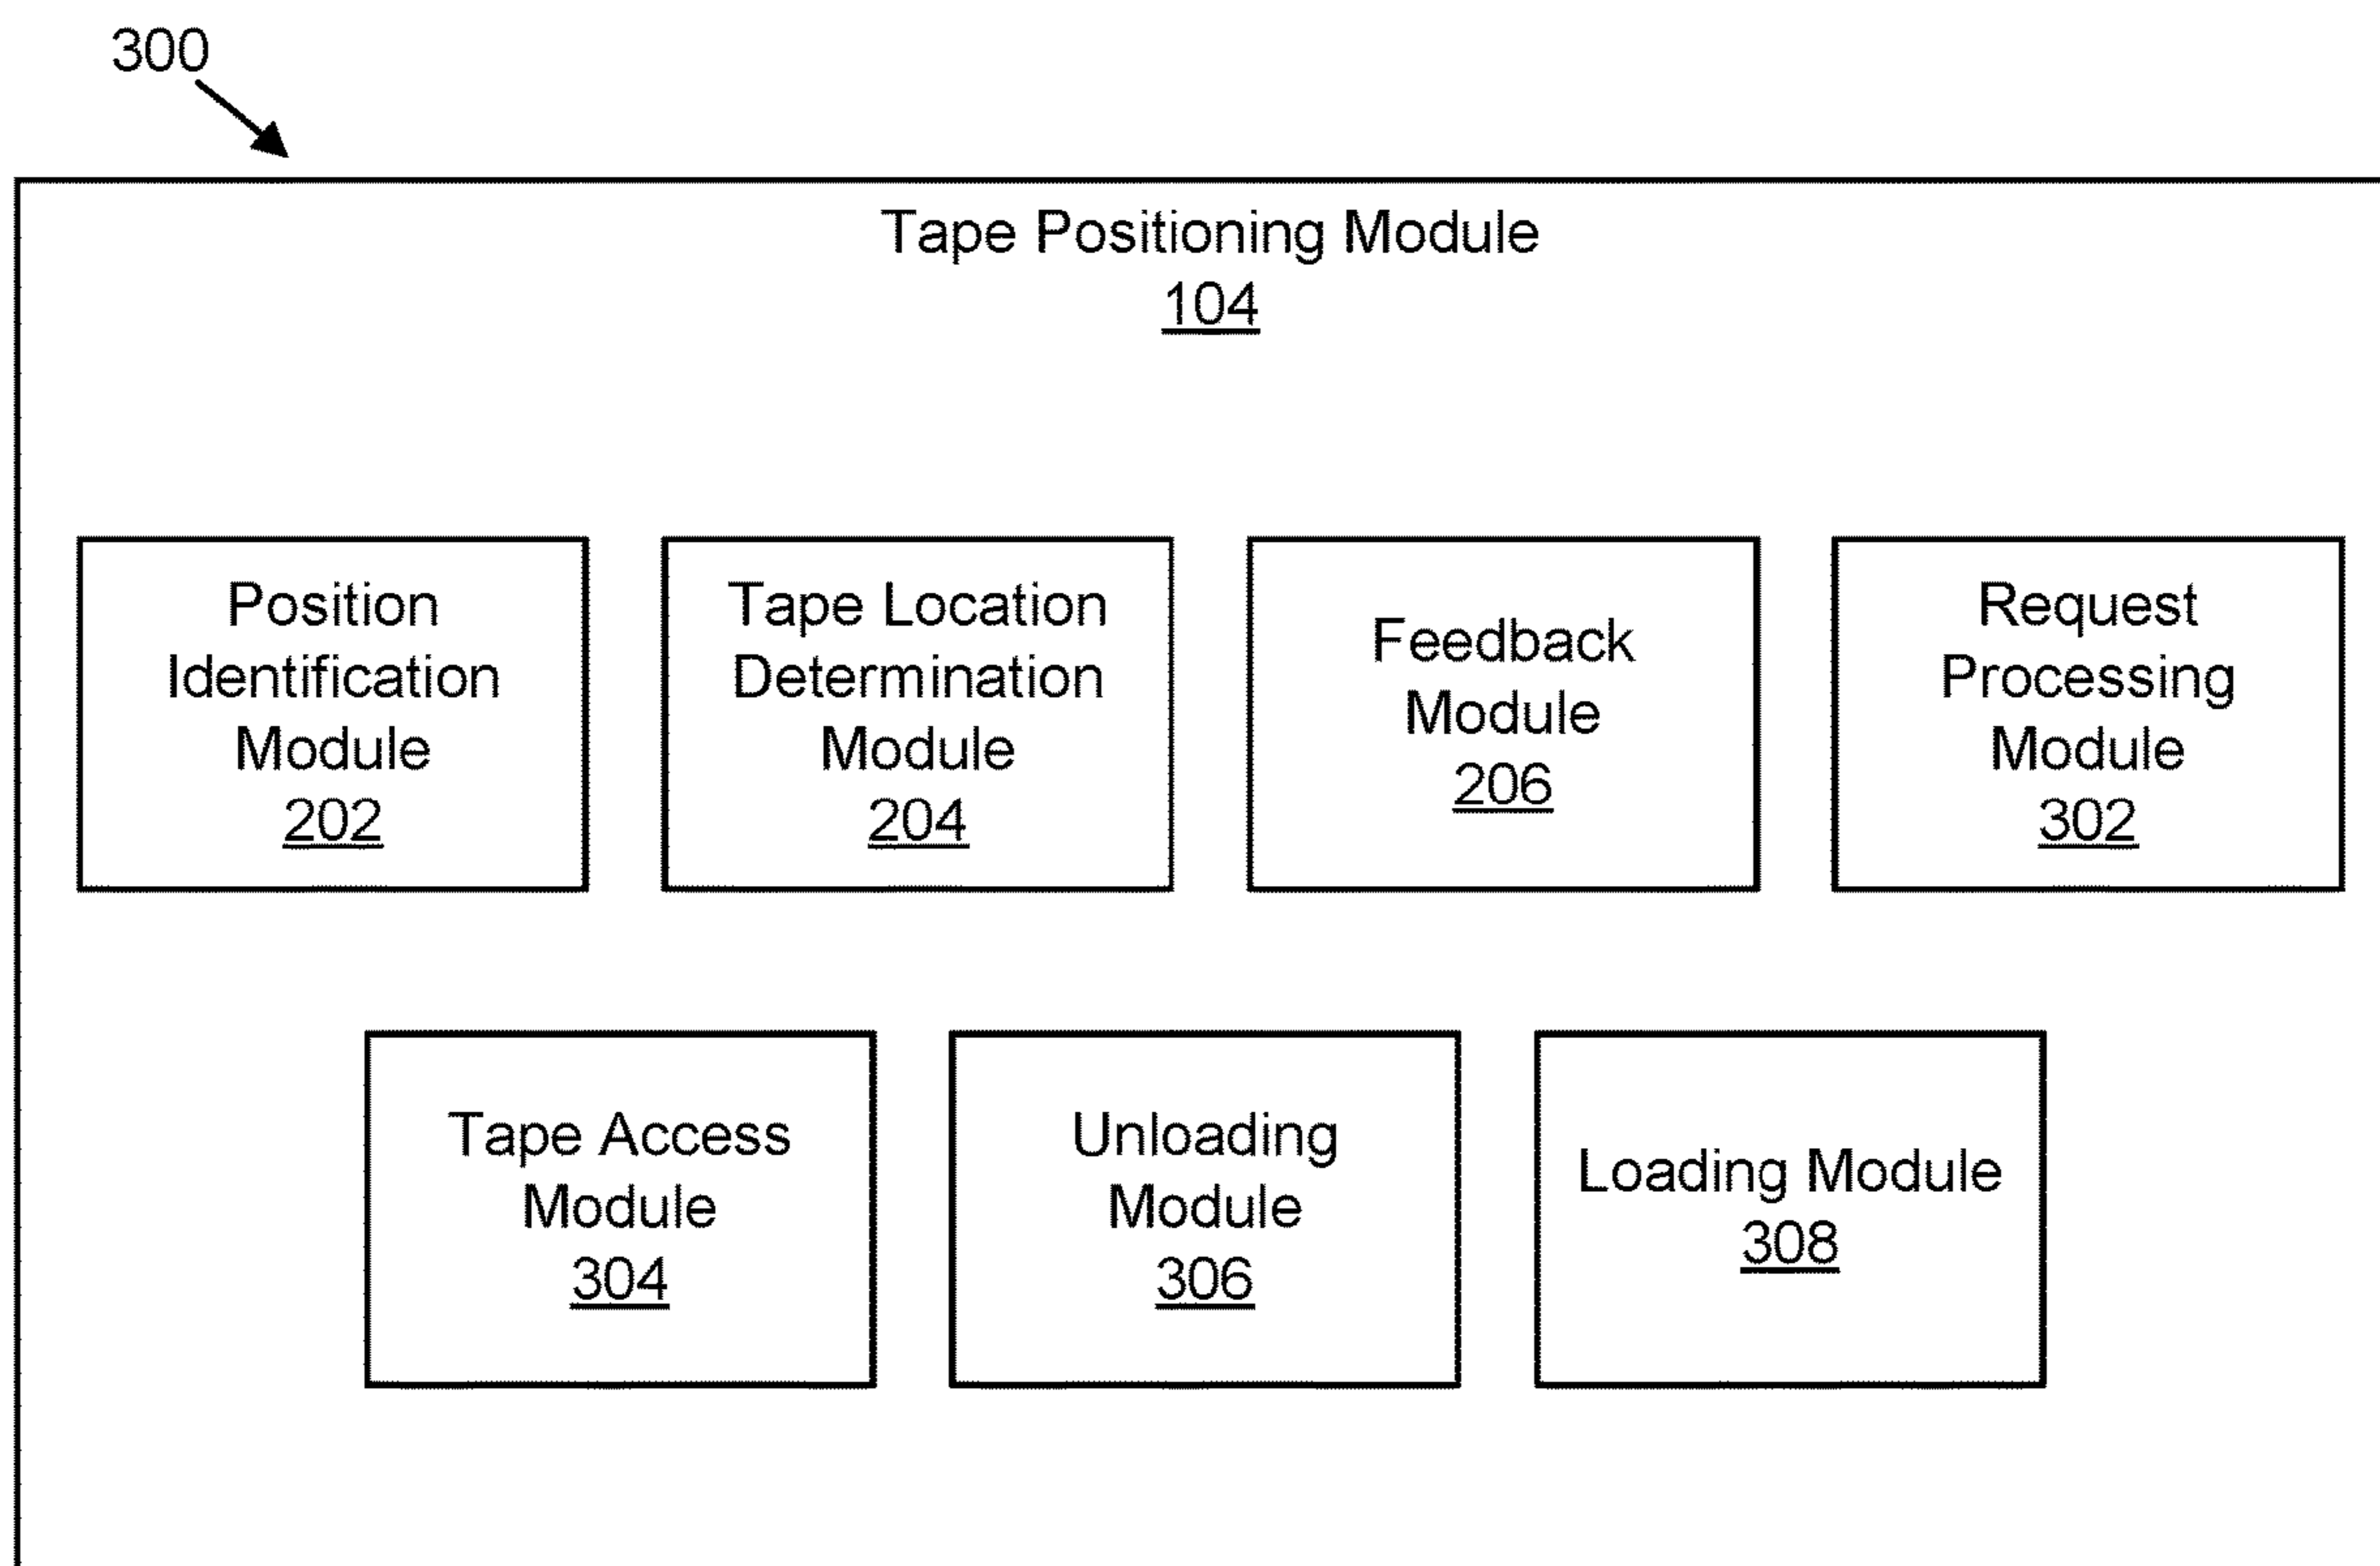 300
Tape Positioning Module
104
Position
Identification
Module
202
Tape Location
Determination
Module
204
Feedback
Module
206
Request
Processing
Module
302
Tape Access
Module
304
Unloading
Module
306
Loading Module
308